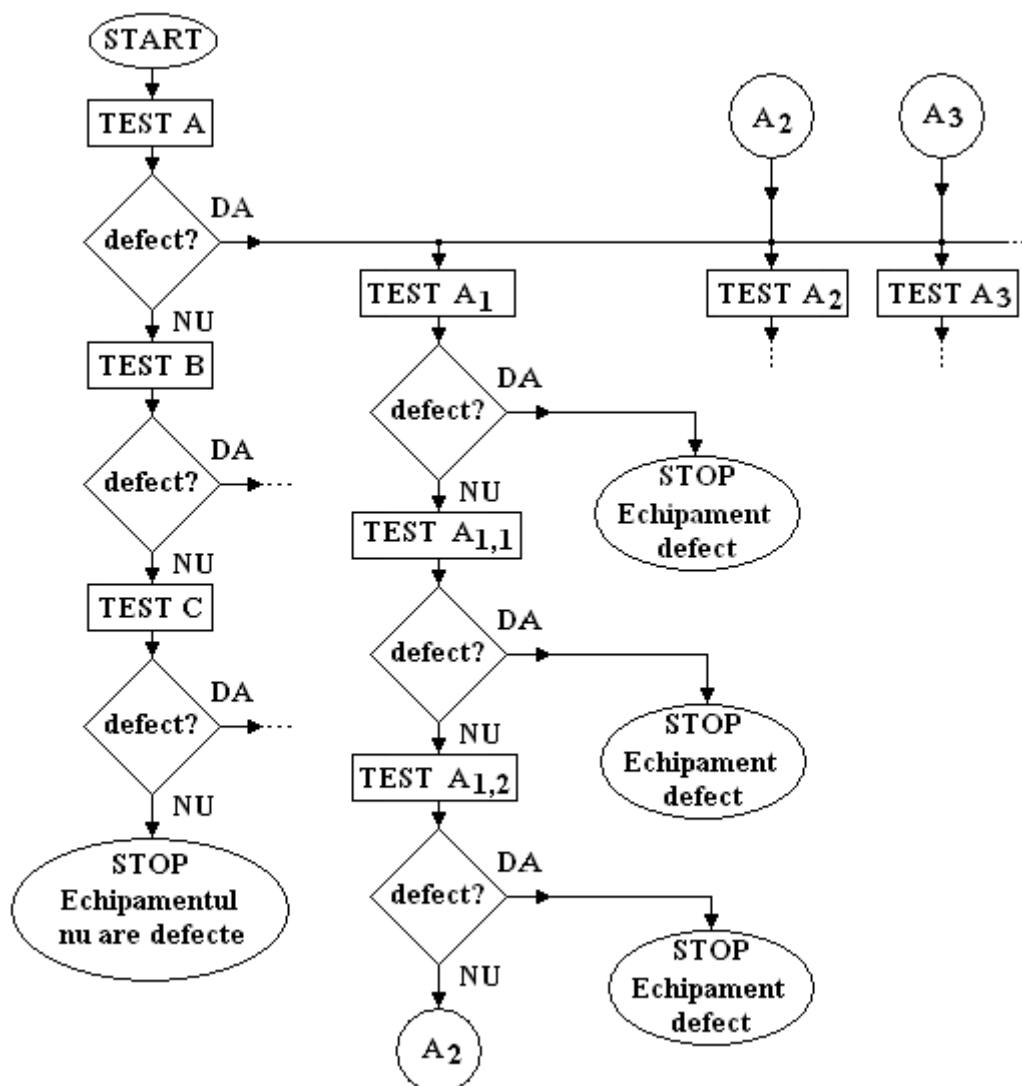 START
TEST A
A2
A3
defect?
DA
NU
TEST A1
TEST A2
TEST A3
TEST B
defect?
DA
NU
defect?
DA
NU
STOP
Echipament
defect
TEST A1,1
TEST C
defect?
DA
NU
defect?
DA
NU
STOP
Echipament
defect
TEST A1,2
STOP
Echipamentul
nu are defecte
defect?
DA
NU
STOP
Echipament
defect
A2